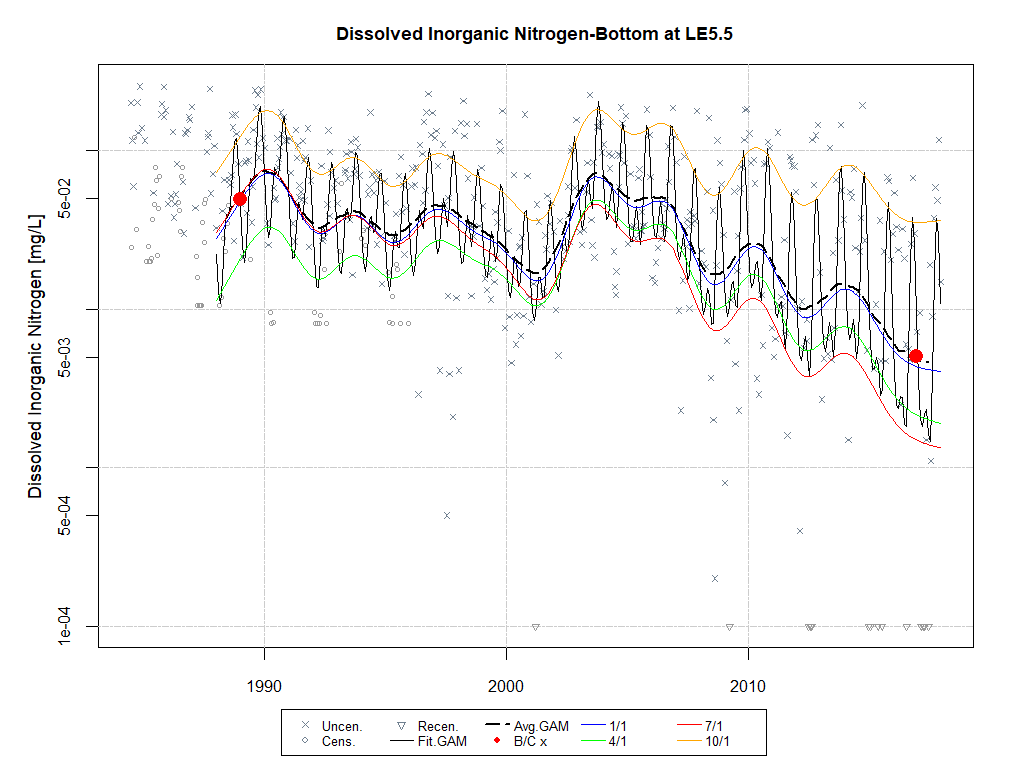 Dissolved Inorganic Nitrogen-Bottom at LE5.5
Dissolved Inorganic Nitrogen [mg/L]
5e-02
5e-03
5e-04
1e-04
1990 2000 2010
Uncen. Recen. Avg.GAM 1/1 7/1
Cens. Fit.GAM B/C x 4/1 10/1